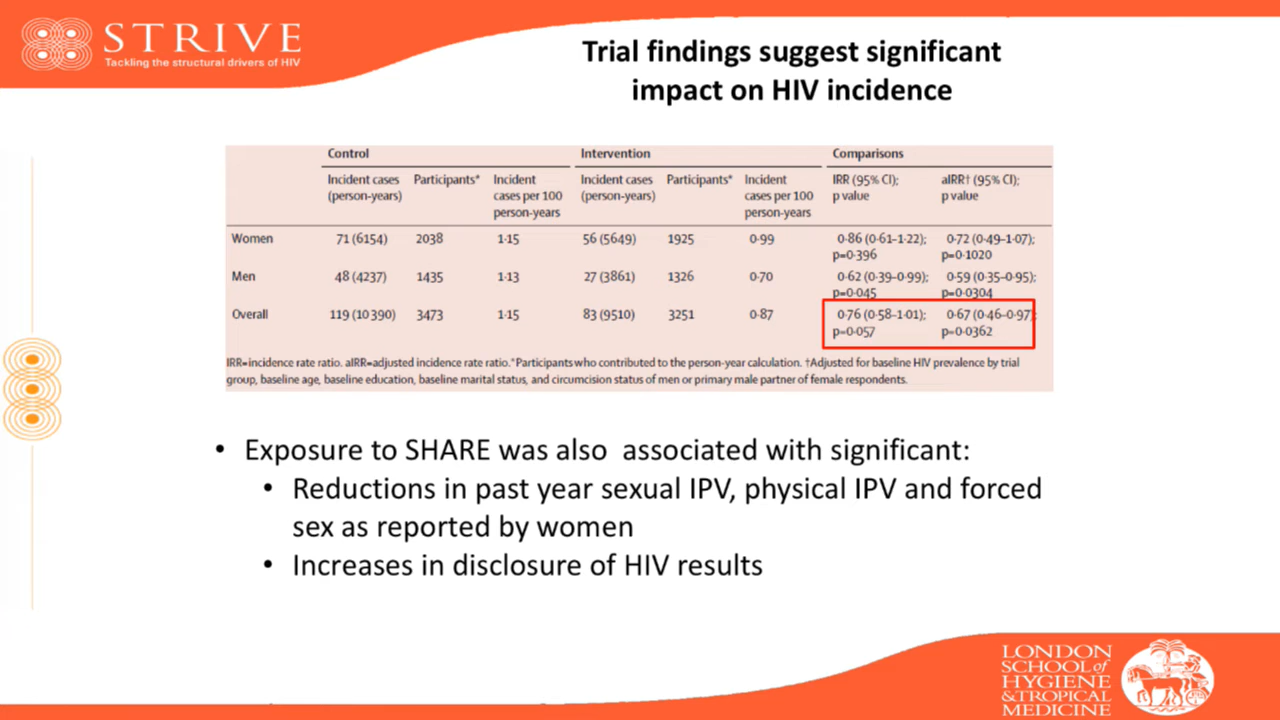 STRIVE
Tackling the structural drivers of HIV
Trial findings suggest significant
impact on HIV incidence
Control Intervention Comparisons
Incident cases Participants* Incident Incident cases Participants* Incident IRR (95% CI); aIRR† (95% CI);
(person-years) cases per 100 (person-years) cases per 100 p value p value
person-years person-years
Women 71 (6154) 2038 1·15 56 (5649) 1925 0·99 0·86 (0·61–1·22); 0·72 (0·49–1·07);
p=0·396 p=0·1020
Men 48 (4237) 1435 1·13 27 (3861) 1326 0·70 0·62 (0·39–0·99); 0·59 (0·35–0·95);
p=0·045 p=0·0304
Overall 119 (10 390) 3473 1·15 83 (9510) 3251 0·87 0·76 (0·58–1·01); 0·67 (0·46–0·97);
p=0·057 p=0·0362
IRR=incidence rate ratio. aIRR=adjusted incidence rate ratio.*Participants who contributed to the person-year calculation. †Adjusted for baseline HIV prevalence by trial
group, baseline age, baseline education, baseline marital status, and circumcision status of men or primary male partner of female respondents.
• Exposure to SHARE was also associated with significant:
• Reductions in past year sexual IPV, physical IPV and forced
sex as reported by women
• Increases in disclosure of HIV results
LONDON
SCHOOL of
HYGIENE
& TROPICAL
MEDICINE